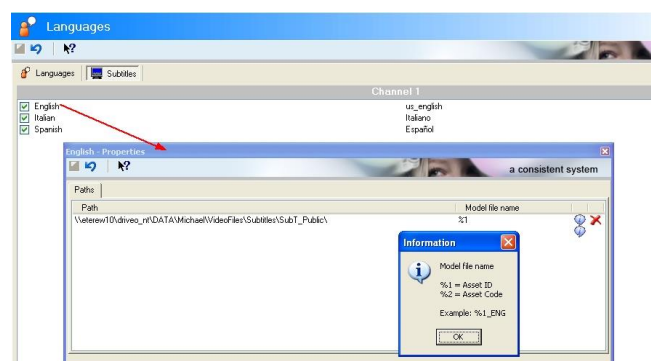 Languages
Languages
Subtitles
Channel 1
English us_english
Italian Italiano
Spanish Español
English - Properties
a consistent system
Paths
Path Model file name
\\eterew10\driveo_nt\DATA\Michael\VideoFiles\Subtitles\SubT_Public\ %1
Information
Model file name
%1 = Asset ID
%2 = Asset Code
Example: %1_ENG
OK